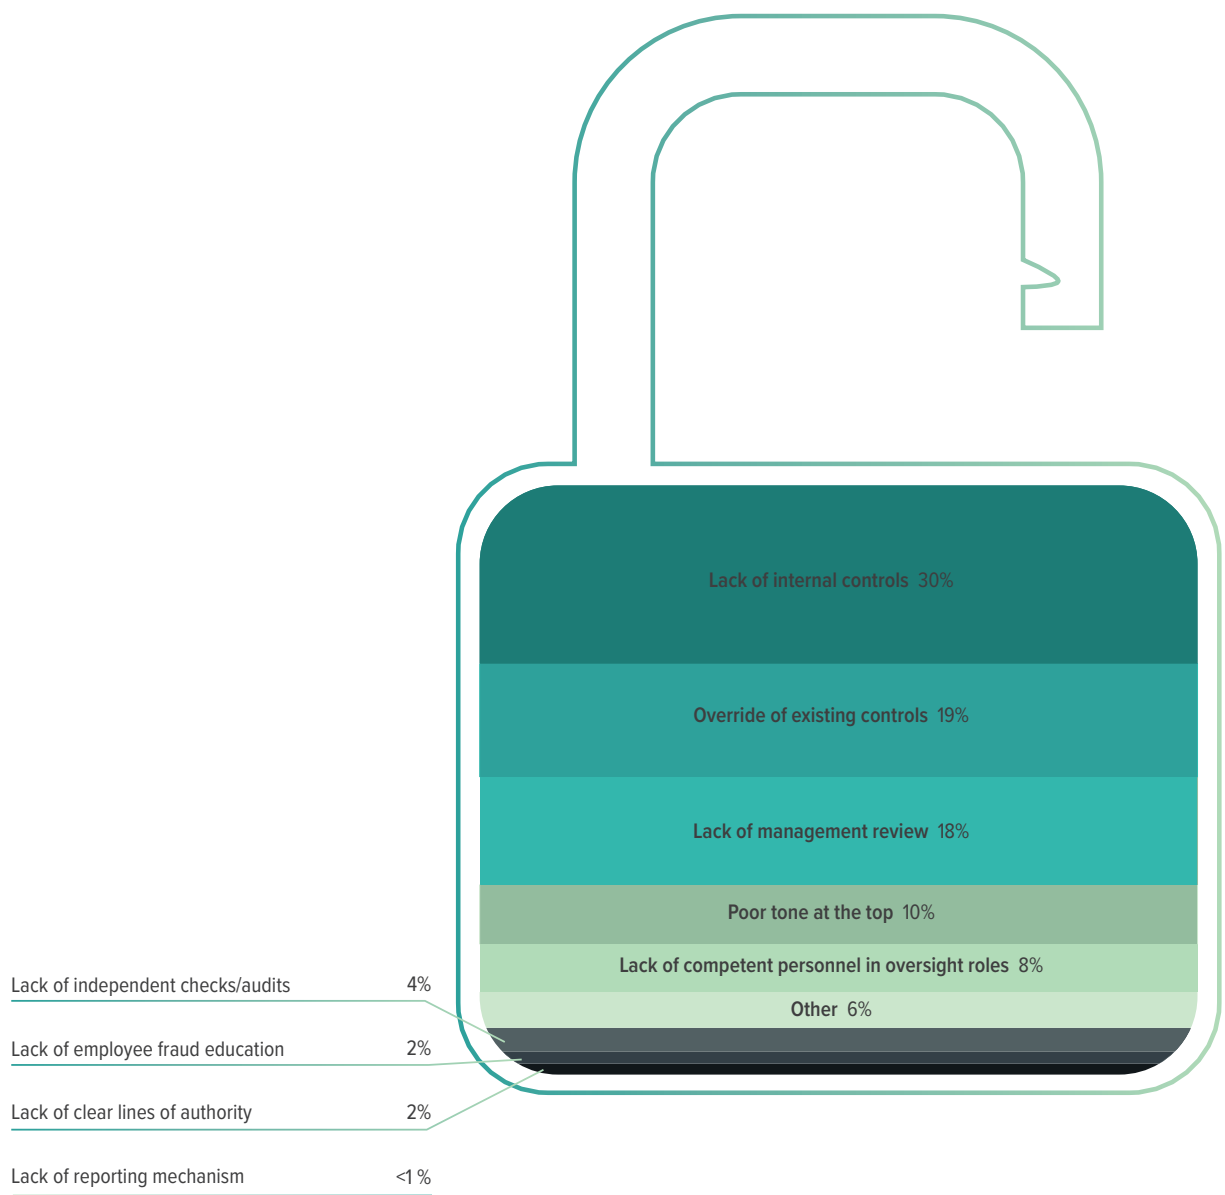 Lack of internal controls 30%
Override of existing controls 19%
Lack of management review 18%
Poor tone at the top 10%
Lack of competent personnel in oversight roles 8%
Other 6%
Lack of independent checks/audits 4%
Lack of employee fraud education 2%
Lack of clear lines of authority 2%
Lack of reporting mechanism <1 %